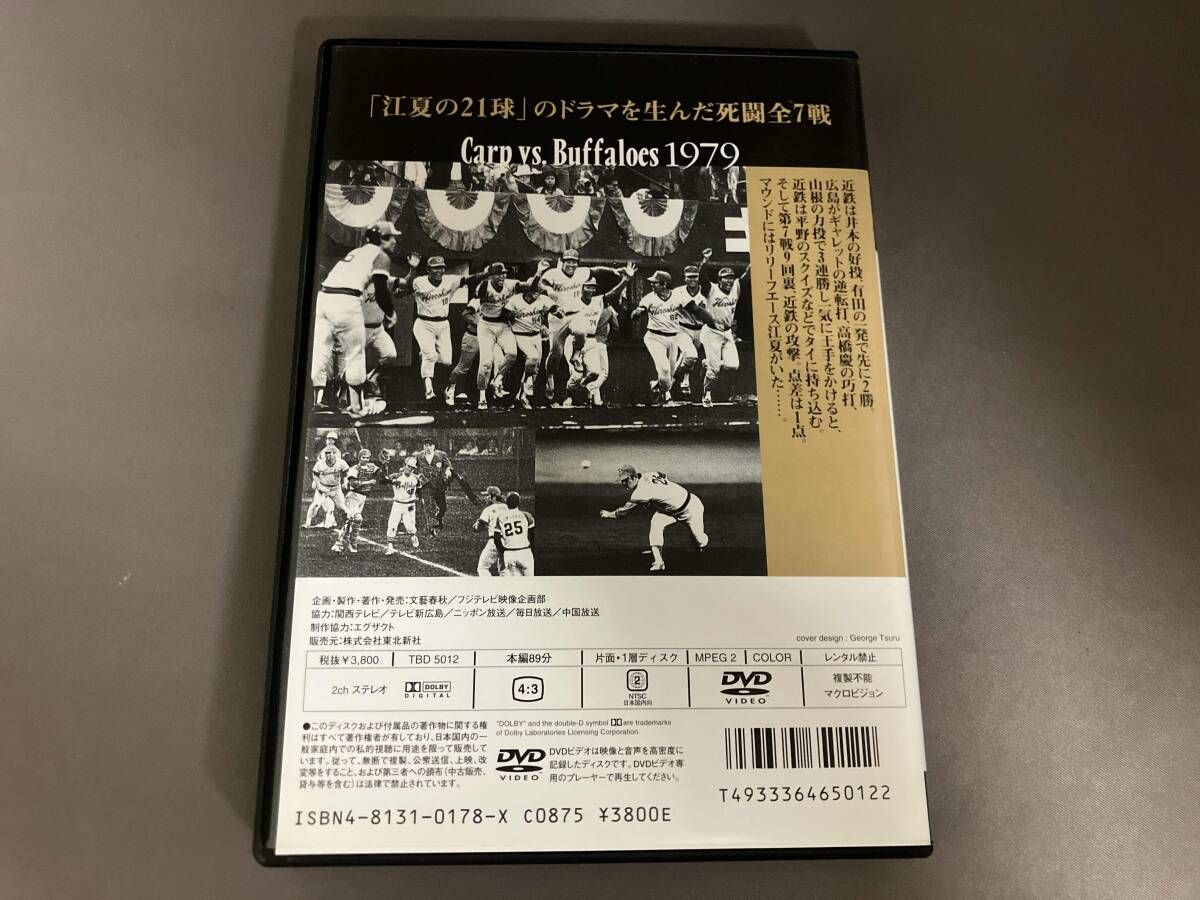 「江夏の21球」のドラマを生んだ死闘全7戦
Carp vs. Buffaloes 1979
近鉄は井本の好投、有田の一発で先に2勝。
広島がギャレットの逆転打、高橋慶の巧打、
山根の力投で3連勝し一気に王手をかけると、
近鉄は平野のスクイズなどでタイに持ち込む。
そして第7戦9回裏、近鉄の攻撃。点差は1点。
マウンドにはリリーフエース江夏がいた……。
Hiroshima
25
企画・製作・著作・発売：文藝春秋／フジテレビ映像企画部
協力：関西テレビ／テレビ新広島／ニッポン放送／毎日放送／中国放送
制作協力：エグザクト
販売元：株式会社東北新社
cover design : George Tsuru
税抜￥3,800 TBD 5012 本編89分 片面・1層ディスク MPEG 2 COLOR レンタル禁止
2ch ステレオ DOLBY DIGITAL 4:3 2 NTSC 日本国内向 DVD VIDEO 複製不能 マクロビジョン
●このディスクおよび付属品の著作物に関する権
利はすべて著作権者が有しており、日本国内の一
般家庭内での私的視聴に用途を限って販売して
います。従って、無断で複製、公衆送信、上映、改
変等をすること、および第三者への頒布（中古販売、
貸与等を含む）は法律で禁止されています。
"DOLBY" and the double-D symbol are trademarks
of Dolby Laboratories Licensing Corporation.
DVD VIDEO
DVDビデオは映像と音声を高密度に
記録したディスクです。DVDビデオ専
用のプレーヤーで再生してください。
T4933364650122
ISBN4-8131-0178-X C0875 ¥3800E